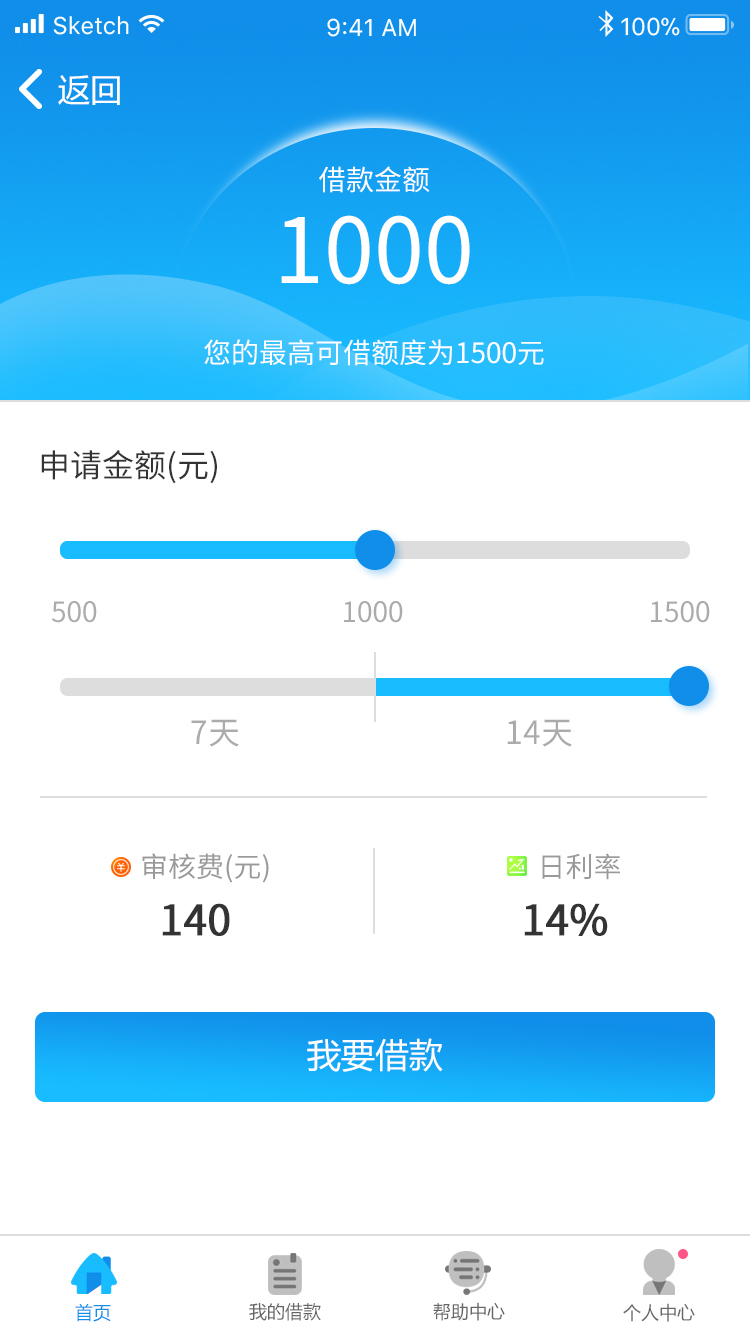 Sketch 9:41 AM 100%
返回
借款金额
1000
您的最高可借额度为1500元
申请金额(元)
500 1000 1500
7天 14天
审核费(元) 日利率
140 14%
我要借款
首页 我的借款 帮助中心 个人中心